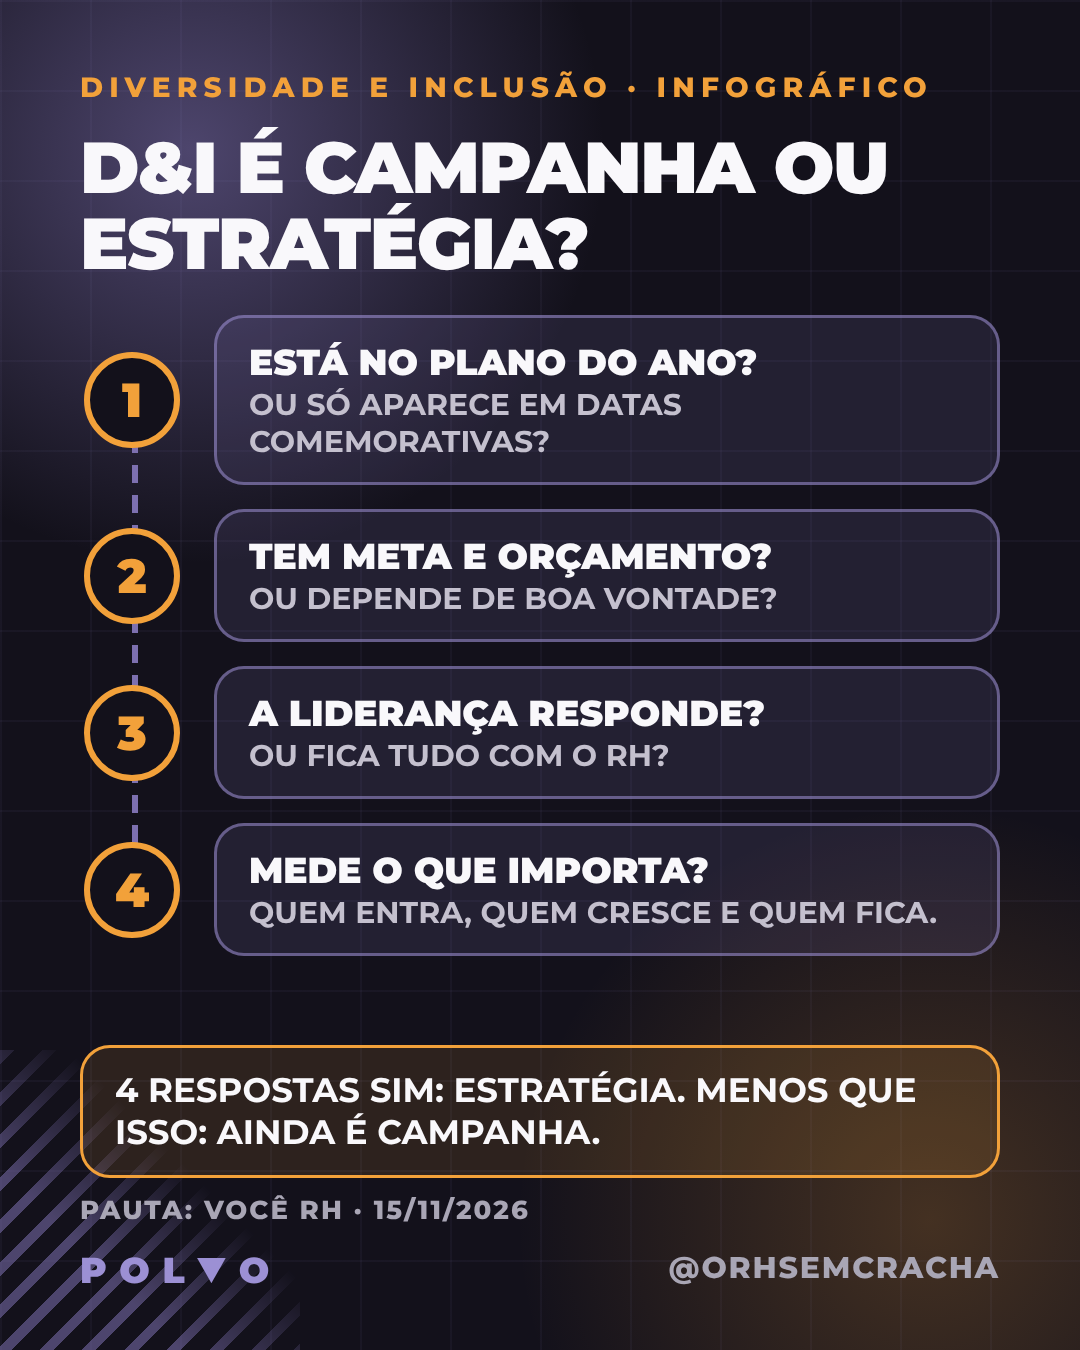 DIVERSIDADE E INCLUSÃO · INFOGRÁFICO
D&I É CAMPANHA OU
ESTRATÉGIA?
1
ESTÁ NO PLANO DO ANO?
OU SÓ APARECE EM DATAS
COMEMORATIVAS?
2
TEM META E ORÇAMENTO?
OU DEPENDE DE BOA VONTADE?
3
A LIDERANÇA RESPONDE?
OU FICA TUDO COM O RH?
4
MEDE O QUE IMPORTA?
QUEM ENTRA, QUEM CRESCE E QUEM FICA.
4 RESPOSTAS SIM: ESTRATÉGIA. MENOS QUE
ISSO: AINDA É CAMPANHA.
PAUTA: VOCÊ RH · 15/11/2026
POL▼O
@ORHSEMCRACHA